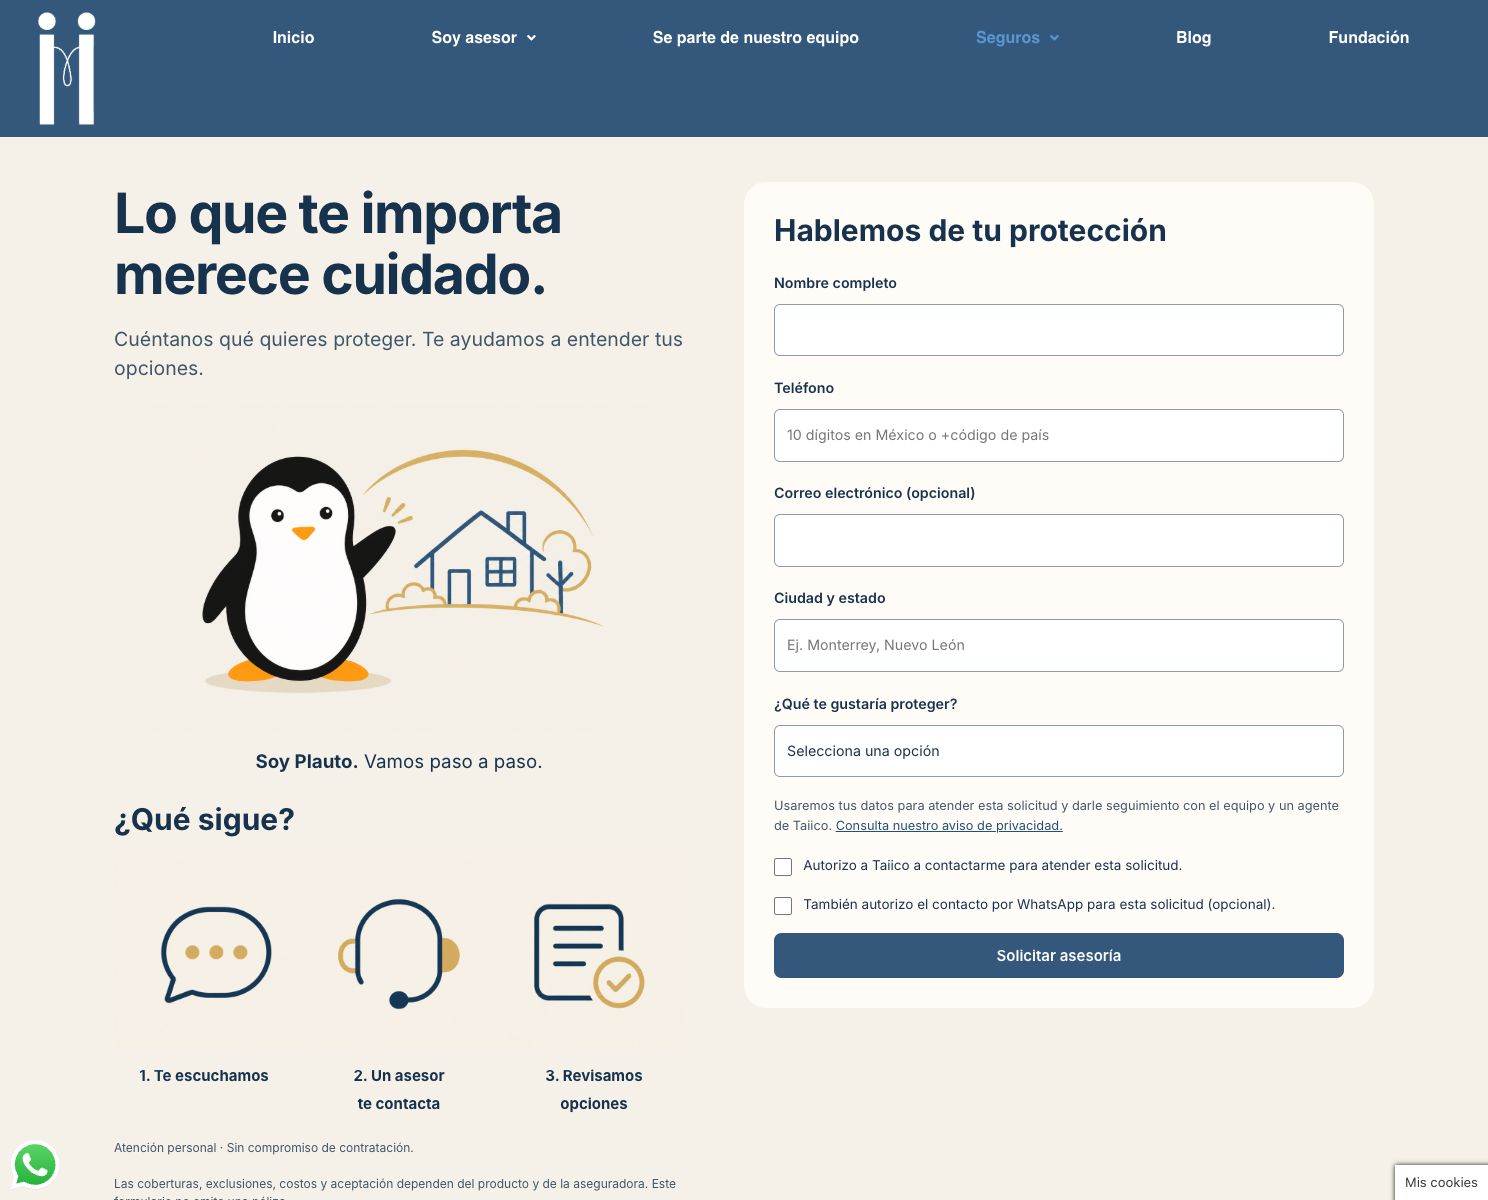 Inicio
Soy asesor
Se parte de nuestro equipo
Seguros
Blog
Fundación
Lo que te importa
merece cuidado.
Cuéntanos qué quieres proteger. Te ayudamos a entender tus
opciones.
Soy Plauto. Vamos paso a paso.
¿Qué sigue?
1. Te escuchamos
2. Un asesor
te contacta
3. Revisamos
opciones
Atención personal · Sin compromiso de contratación.
Las coberturas, exclusiones, costos y aceptación dependen del producto y de la aseguradora. Este
Hablemos de tu protección
Nombre completo
Teléfono
10 dígitos en México o +código de país
Correo electrónico (opcional)
Ciudad y estado
Ej. Monterrey, Nuevo León
¿Qué te gustaría proteger?
Selecciona una opción
Usaremos tus datos para atender esta solicitud y darle seguimiento con el equipo y un agente
de Taiico. Consulta nuestro aviso de privacidad.
Autorizo a Taiico a contactarme para atender esta solicitud.
También autorizo el contacto por WhatsApp para esta solicitud (opcional).
Solicitar asesoría
Mis cookies